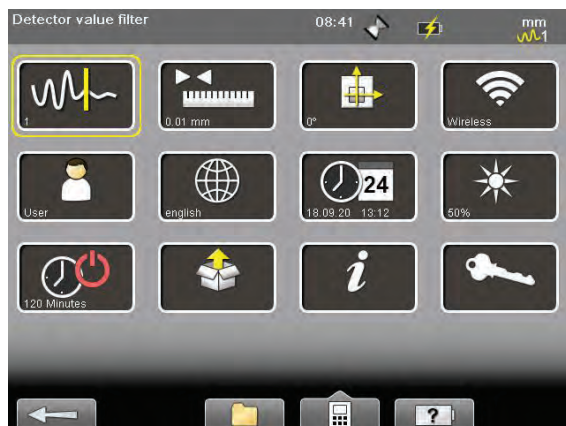 Detector value filter 08:41 mm
1
1 0.01 mm 0° Wireless
24
User english 18.09.20 13:12 50%
120 Minutes i
?